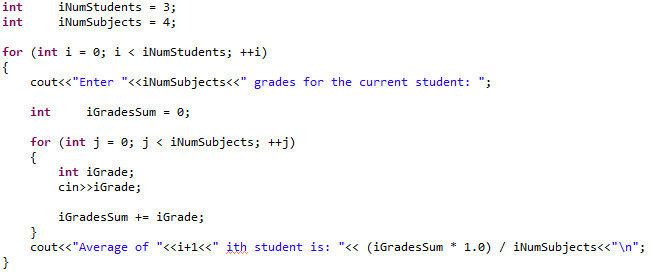 int     iNumStudents = 3;
int     iNumSubjects = 4;
for (int i = 0; i < iNumStudents; ++i)
{
    cout<<"Enter "<<iNumSubjects<<" grades for the current student: ";
    int     iGradesSum = 0;
    for (int j = 0; j < iNumSubjects; ++j)
    {
        int iGrade;
        cin>>iGrade;
        iGradesSum += iGrade;
    }
    cout<<"Average of "<<i+1<<" ith student is: "<< (iGradesSum * 1.0) / iNumSubjects<<"\n";
}